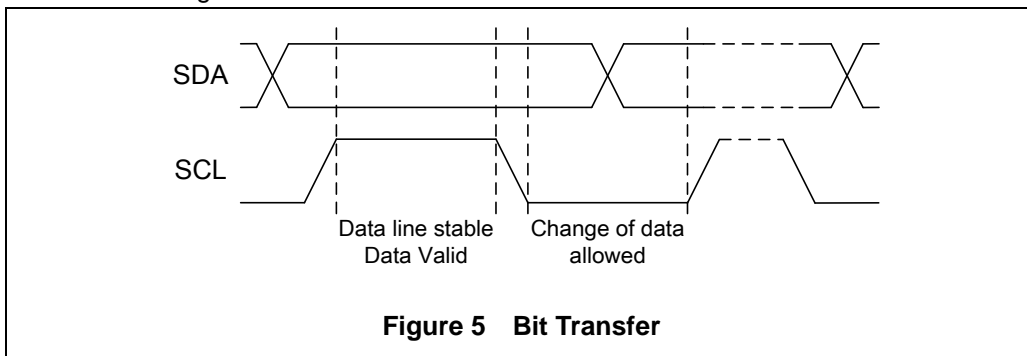 SDA
SCL
Data line stable
Data Valid
Change of data
allowed
Figure 5 Bit Transfer